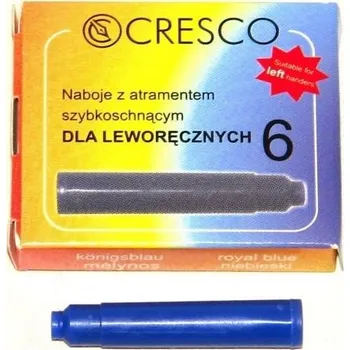 CRESCO
Suitable for
left handers
Naboje z atramentem
szybkoschnącym
DLA LEWORĘCZNYCH 6
königsblau royal blue
mėlynos niebieski